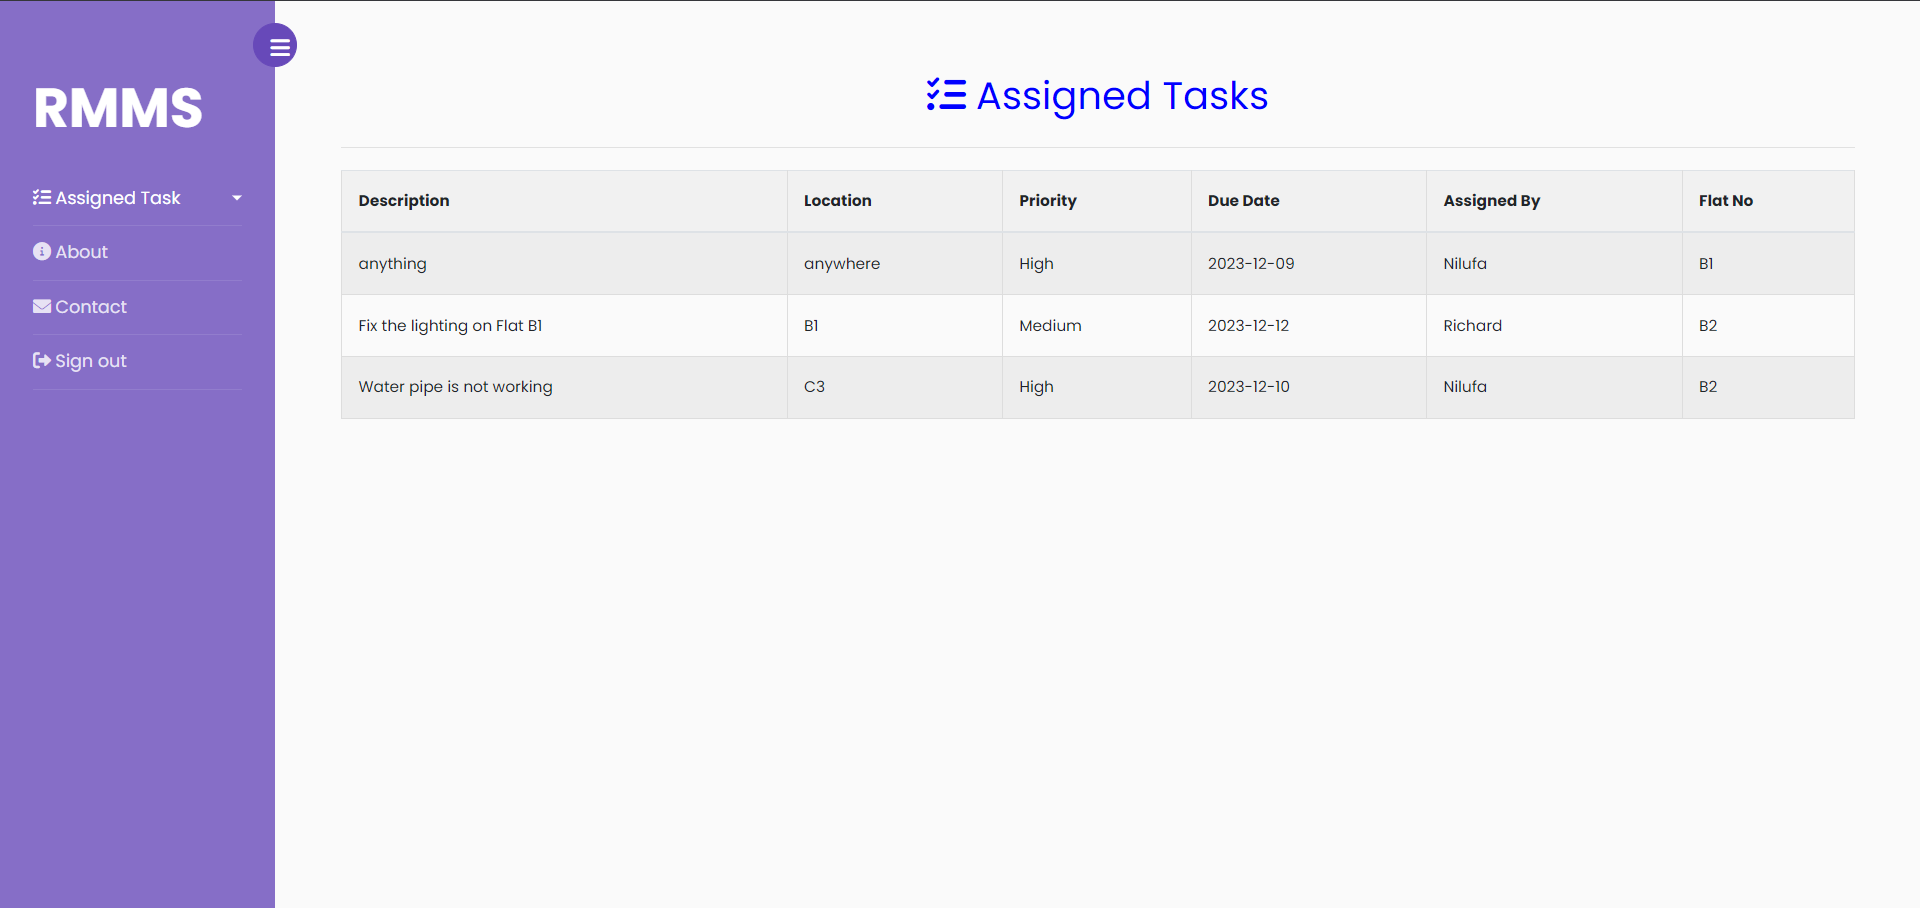 RMMS
Assigned Task
About
Contact
Sign out
Assigned Tasks
Description Location Priority Due Date Assigned By Flat No
anything anywhere High 2023-12-09 Nilufa B1
Fix the lighting on Flat B1 B1 Medium 2023-12-12 Richard B2
Water pipe is not working C3 High 2023-12-10 Nilufa B2